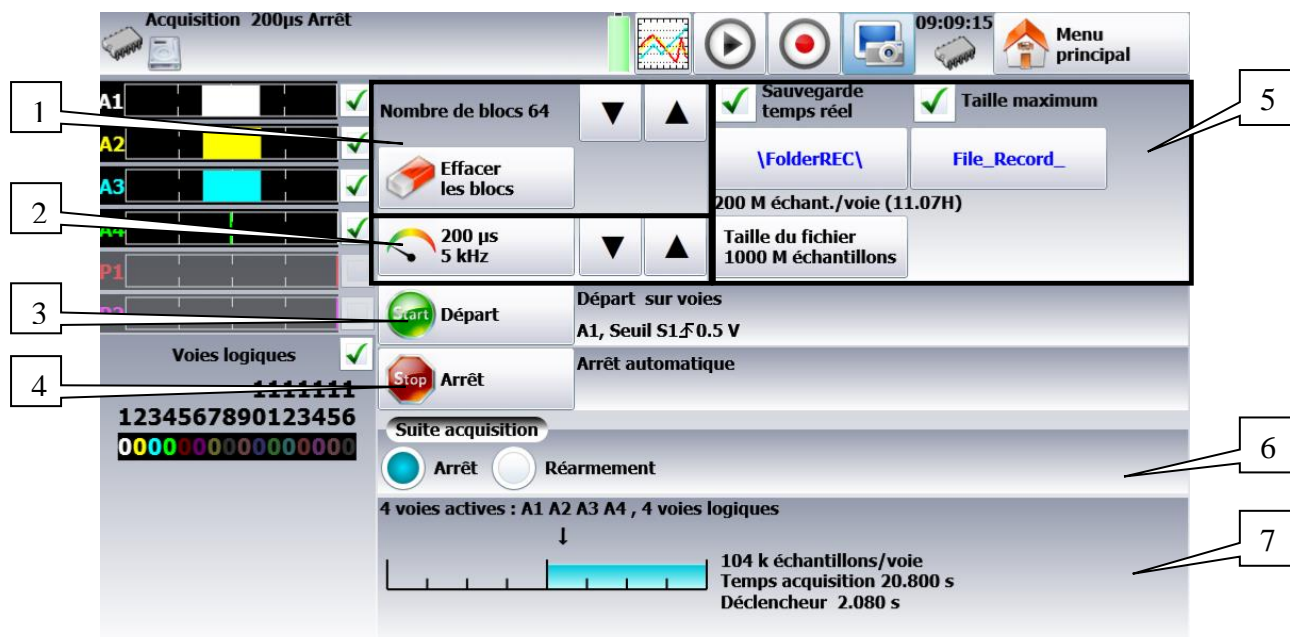 Acquisition 200µs Arrêt
09:09:15
Menu
principal
1
2
3
4
5
6
7
A1
A2
A3
A4
P1
Voies logiques
1111111
1234567890123456
0000000000000000
Nombre de blocs 64
▼ ▲
Effacer
les blocs
200 µs
5 kHz
▼ ▲
Sauvegarde
temps réel
Taille maximum
\FolderREC\
File_Record_
200 M échant./voie (11.07H)
Taille du fichier
1000 M échantillons
Start Départ
Départ sur voies
A1, Seuil S1 0.5 V
Stop Arrêt
Arrêt automatique
Suite acquisition
Arrêt
Réarmement
4 voies actives : A1 A2 A3 A4 , 4 voies logiques
104 k échantillons/voie
Temps acquisition 20.800 s
Déclencheur 2.080 s